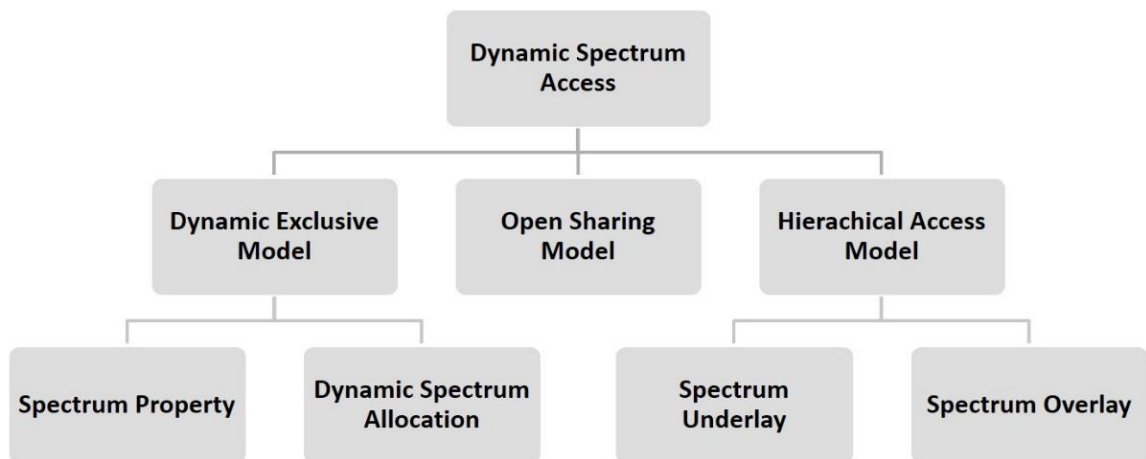 Dynamic Spectrum
Access
Dynamic Exclusive
Model
Open Sharing
Model
Hierachical Access
Model
Spectrum Property
Dynamic Spectrum
Allocation
Spectrum
Underlay
Spectrum Overlay